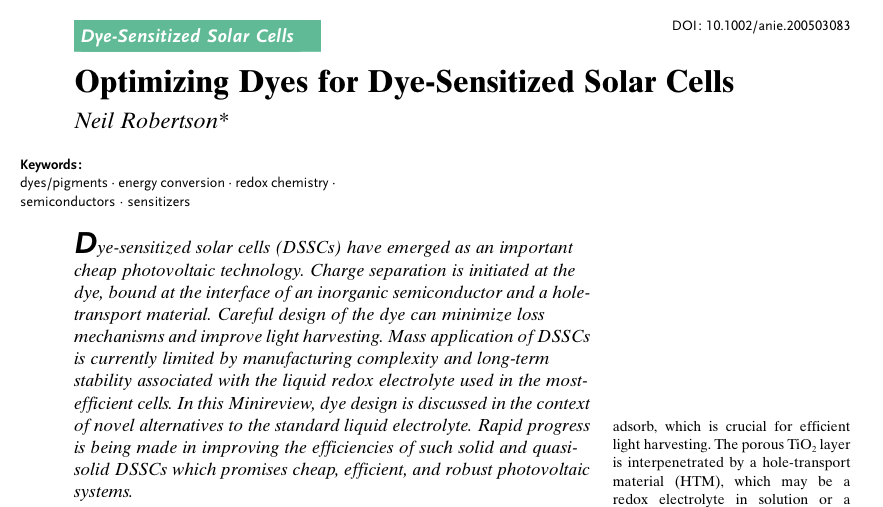 Dye-Sensitized Solar Cells
DOI: 10.1002/anie.200503083
Optimizing Dyes for Dye-Sensitized Solar Cells
Neil Robertson*
Keywords:
dyes/pigments · energy conversion · redox chemistry ·
semiconductors · sensitizers
Dye-sensitized solar cells (DSSCs) have emerged as an important
cheap photovoltaic technology. Charge separation is initiated at the
dye, bound at the interface of an inorganic semiconductor and a hole-
transport material. Careful design of the dye can minimize loss
mechanisms and improve light harvesting. Mass application of DSSCs
is currently limited by manufacturing complexity and long-term
stability associated with the liquid redox electrolyte used in the most-
efficient cells. In this Minireview, dye design is discussed in the context
of novel alternatives to the standard liquid electrolyte. Rapid progress
is being made in improving the efficiencies of such solid and quasi-
solid DSSCs which promises cheap, efficient, and robust photovoltaic
systems.
adsorb, which is crucial for efficient
light harvesting. The porous TiO₂ layer
is interpenetrated by a hole-transport
material (HTM), which may be a
redox electrolyte in solution or a